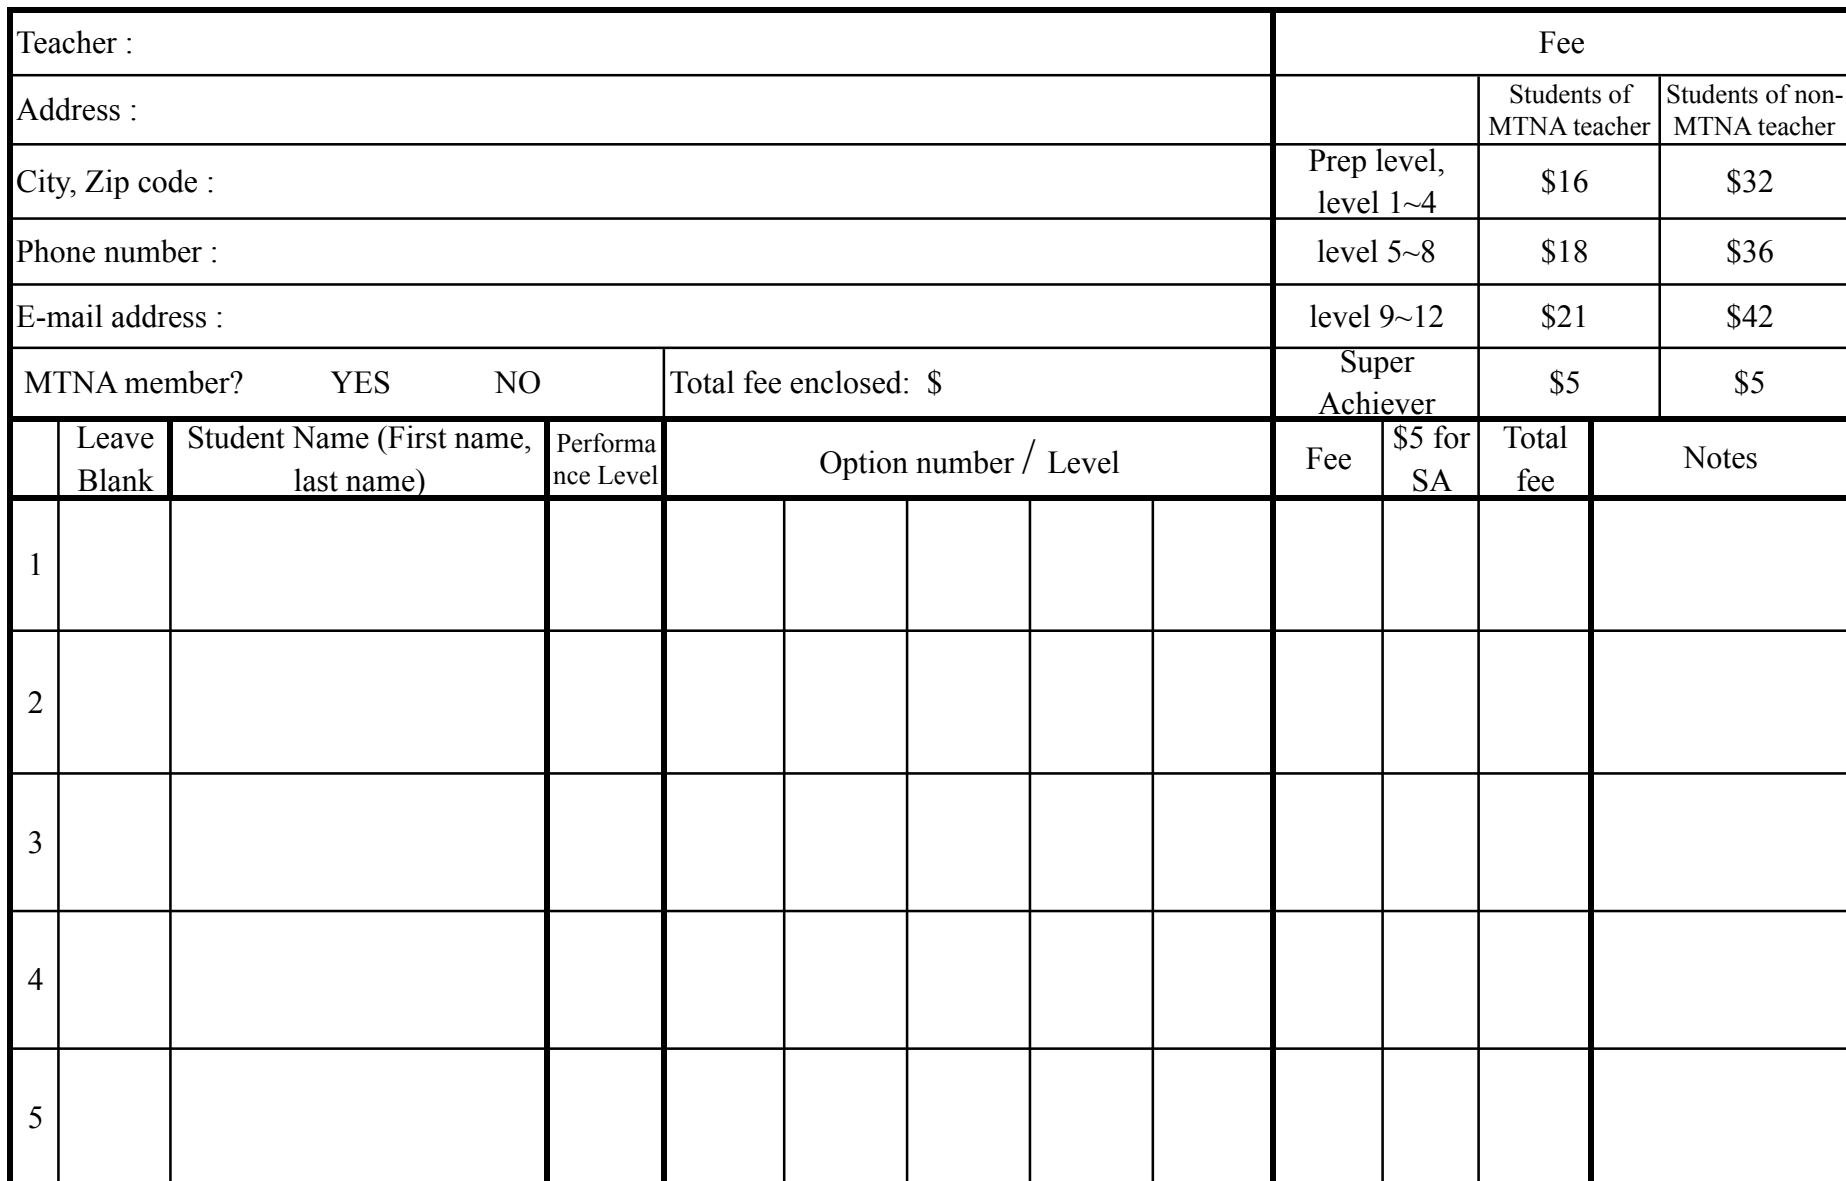 Teacher :
Fee
Address :
Students of
MTNA teacher
Students of non-
MTNA teacher
City, Zip code :
Prep level,
level 1~4
$16
$32
Phone number :
level 5~8
$18
$36
E-mail address :
level 9~12
$21
$42
MTNA member? YES NO
Total fee enclosed: $
Super
Achiever
$5
$5
Leave
Blank
Student Name (First name,
last name)
Performa
nce Level
Option number / Level
Fee
$5 for
SA
Total
fee
Notes
1
2
3
4
5